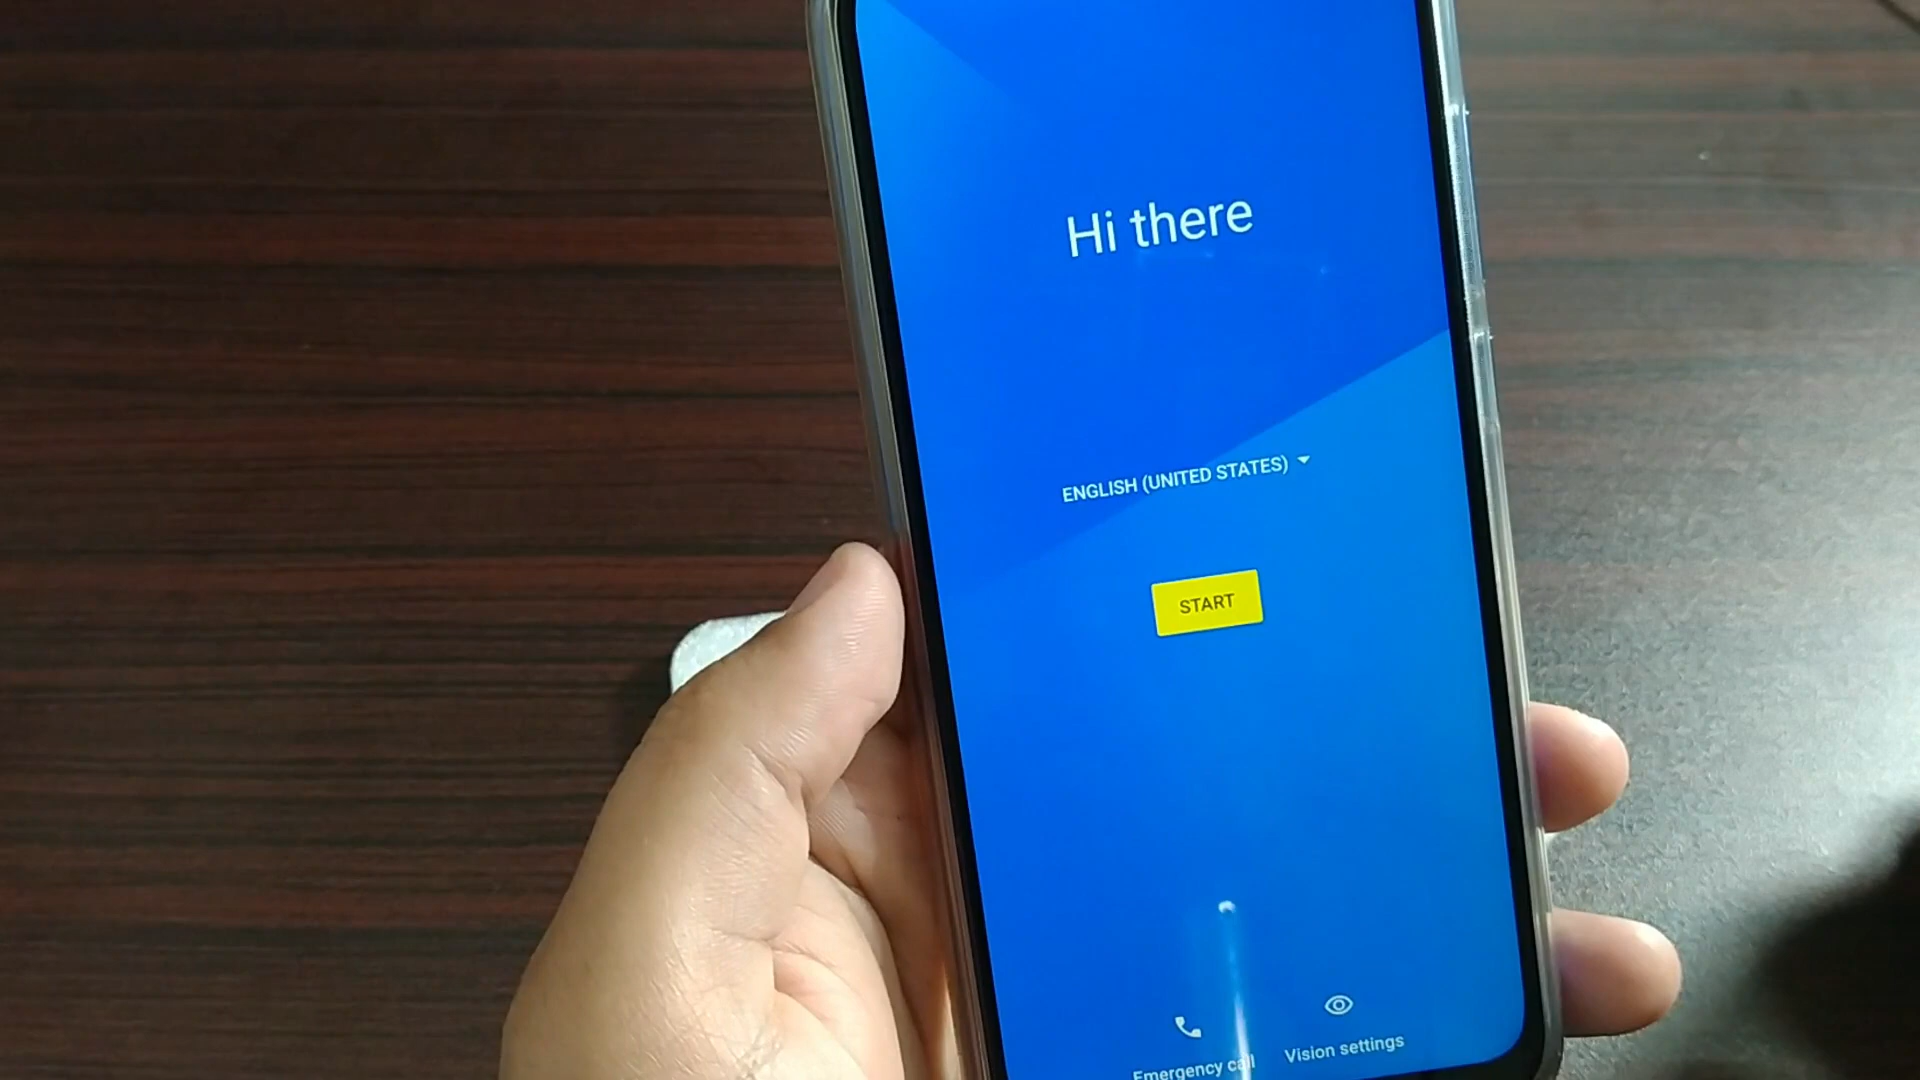 Hi there
ENGLISH (UNITED STATES)
START
Emergency call
Vision settings